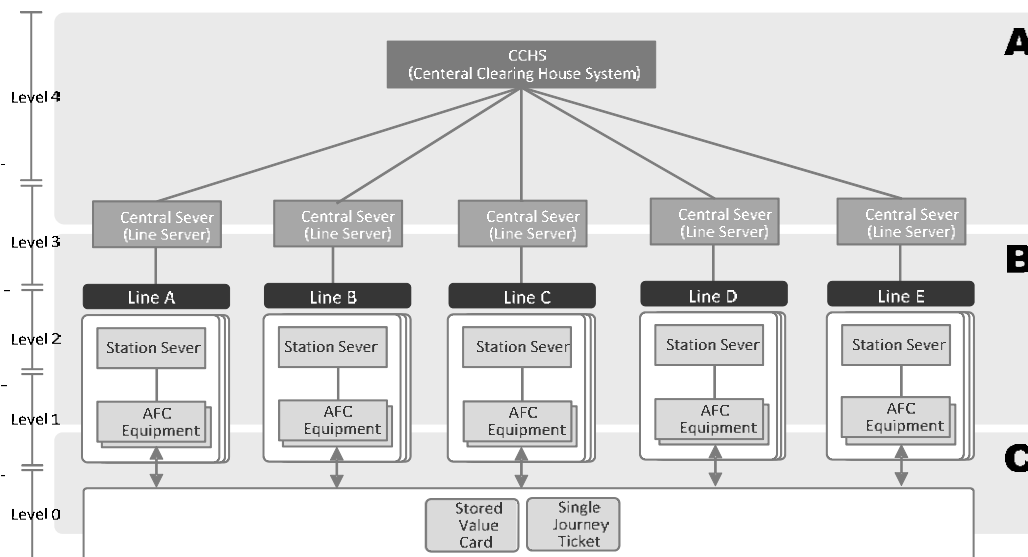 A
CCHS
(Centeral Clearing House System)
Level 4
Central Sever
(Line Server)
Central Sever
(Line Server)
Central Sever
(Line Server)
Central Sever
(Line Server)
Central Sever
(Line Server)
Level 3
B
Line A
Line B
Line C
Line D
Line E
Level 2
Station Sever
Station Sever
Station Sever
Station Sever
Station Sever
Level 1
AFC
Equipment
AFC
Equipment
AFC
Equipment
AFC
Equipment
AFC
Equipment
C
Level 0
Stored
Value
Card
Single
Journey
Ticket